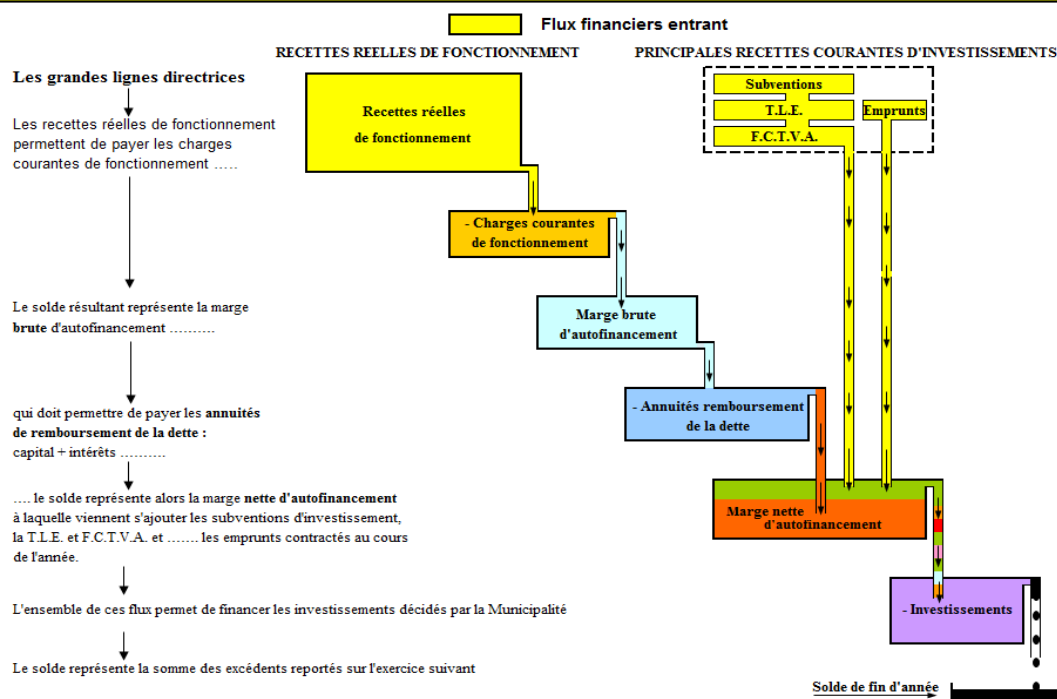 Flux financiers entrant
RECETTES REELLES DE FONCTIONNEMENT
PRINCIPALES RECETTES COURANTES D'INVESTISSEMENTS
Les grandes lignes directrices
Les recettes réelles de fonctionnement
permettent de payer les charges
courantes de fonctionnement …..
Le solde résultant représente la marge
brute d'autofinancement ……….
qui doit permettre de payer les annuités
de remboursement de la dette :
capital + intérêts ……….
…. le solde représente alors la marge nette d'autofinancement
à laquelle viennent s'ajouter les subventions d'investissement,
la T.L.E. et F.C.T.V.A. et ……. les emprunts contractés au cours
de l'année.
L'ensemble de ces flux permet de financer les investissements décidés par la Municipalité
Le solde représente la somme des excédents reportés sur l'exercice suivant
Recettes réelles
de fonctionnement
Subventions
T.L.E.
F.C.T.V.A.
Emprunts
- Charges courantes
de fonctionnement
Marge brute
d'autofinancement
- Annuités remboursement
de la dette
Marge nette
d'autofinancement
- Investissements
Solde de fin d'année